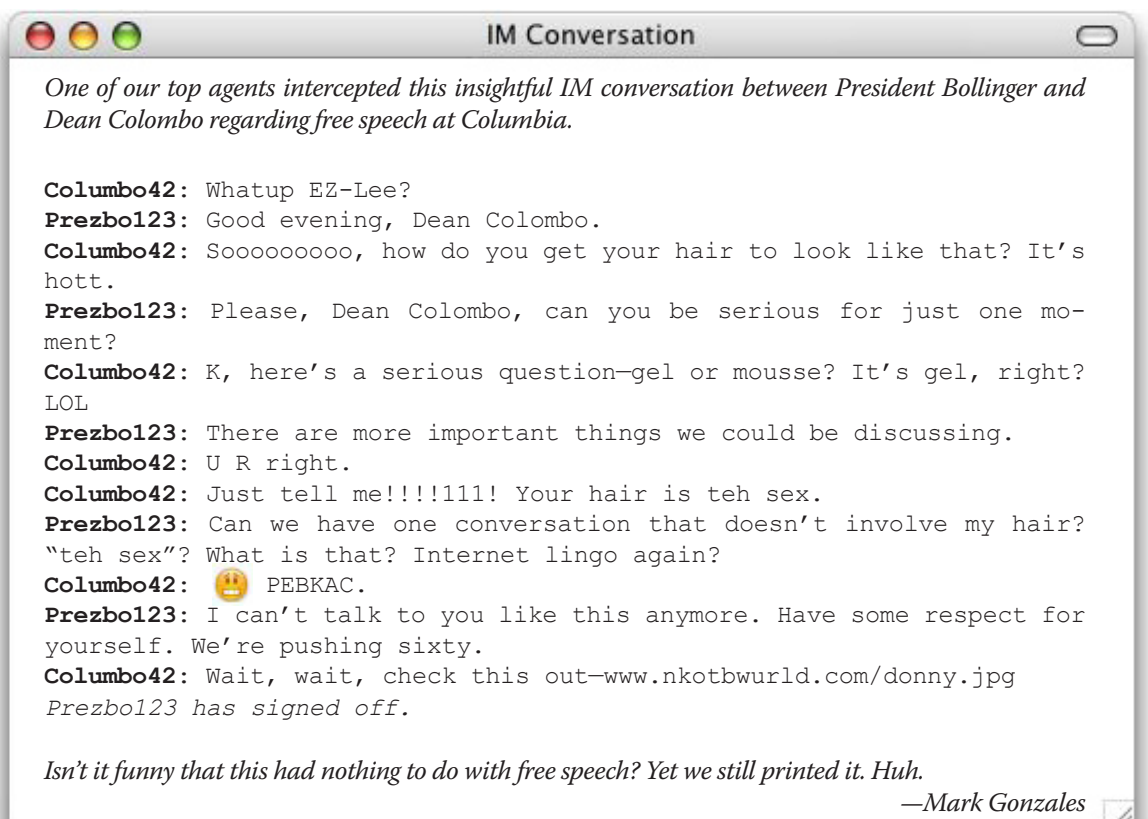 IM Conversation
One of our top agents intercepted this insightful IM conversation between President Bollinger and
Dean Colombo regarding free speech at Columbia.
Columbo42: Whatup EZ-Lee?
Prezbo123: Good evening, Dean Colombo.
Columbo42: Sooooooooo, how do you get your hair to look like that? It's
hott.
Prezbo123: Please, Dean Colombo, can you be serious for just one mo-
ment?
Columbo42: K, here's a serious question—gel or mousse? It's gel, right?
LOL
Prezbo123: There are more important things we could be discussing.
Columbo42: U R right.
Columbo42: Just tell me!!!!111! Your hair is teh sex.
Prezbo123: Can we have one conversation that doesn't involve my hair?
"teh sex"? What is that? Internet lingo again?
Columbo42: PEBKAC.
Prezbo123: I can't talk to you like this anymore. Have some respect for
yourself. We're pushing sixty.
Columbo42: Wait, wait, check this out—www.nkotbwurld.com/donny.jpg
Prezbo123 has signed off.
Isn't it funny that this had nothing to do with free speech? Yet we still printed it. Huh.
—Mark Gonzales